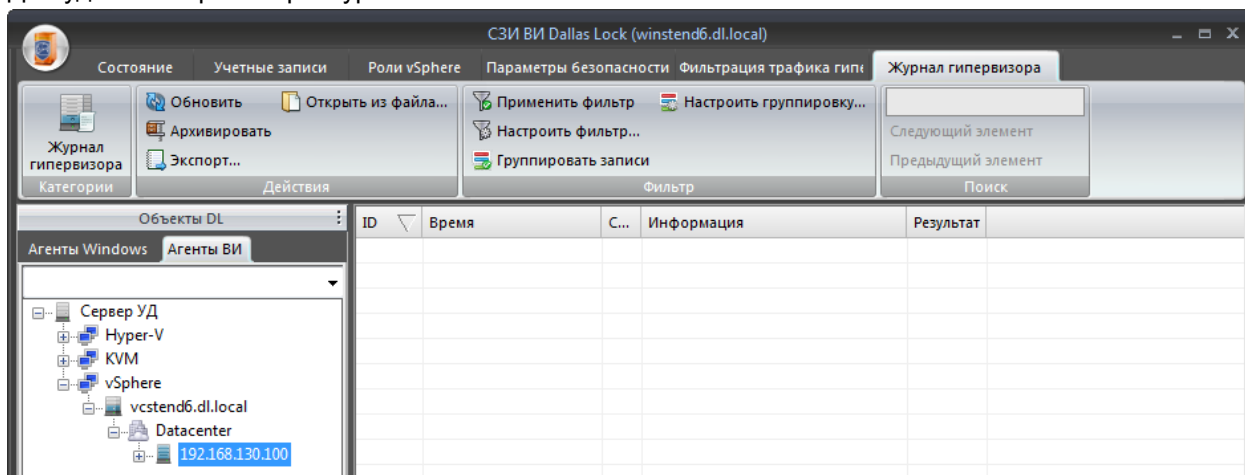 СЗИ ВИ Dallas Lock (winstend6.dl.local)
Состояние Учетные записи Роли vSphere Параметры безопасности Фильтрация трафика гипе Журнал гипервизора
Обновить Открыть из файла... Применить фильтр Настроить группировку...
Архивировать Настроить фильтр... Следующий элемент
Журнал гипервизора Экспорт... Группировать записи Предыдущий элемент
Категории Действия Фильтр Поиск
Объекты DL ID Время С... Информация Результат
Агенты Windows Агенты ВИ
Сервер УД
Hyper-V
KVM
vSphere
vcstend6.dl.local
Datacenter
192.168.130.100